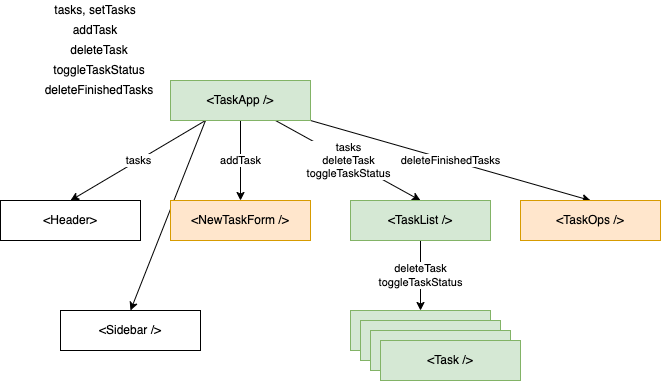 tasks, setTasks
addTask
deleteTask
toggleTaskStatus
deleteFinishedTasks
<TaskApp />
tasks
addTask
tasks
deleteTask
toggleTaskStatus
deleteFinishedTasks
<Header>
<NewTaskForm />
<TaskList />
<TaskOps />
deleteTask
toggleTaskStatus
<Sidebar />
<Task />